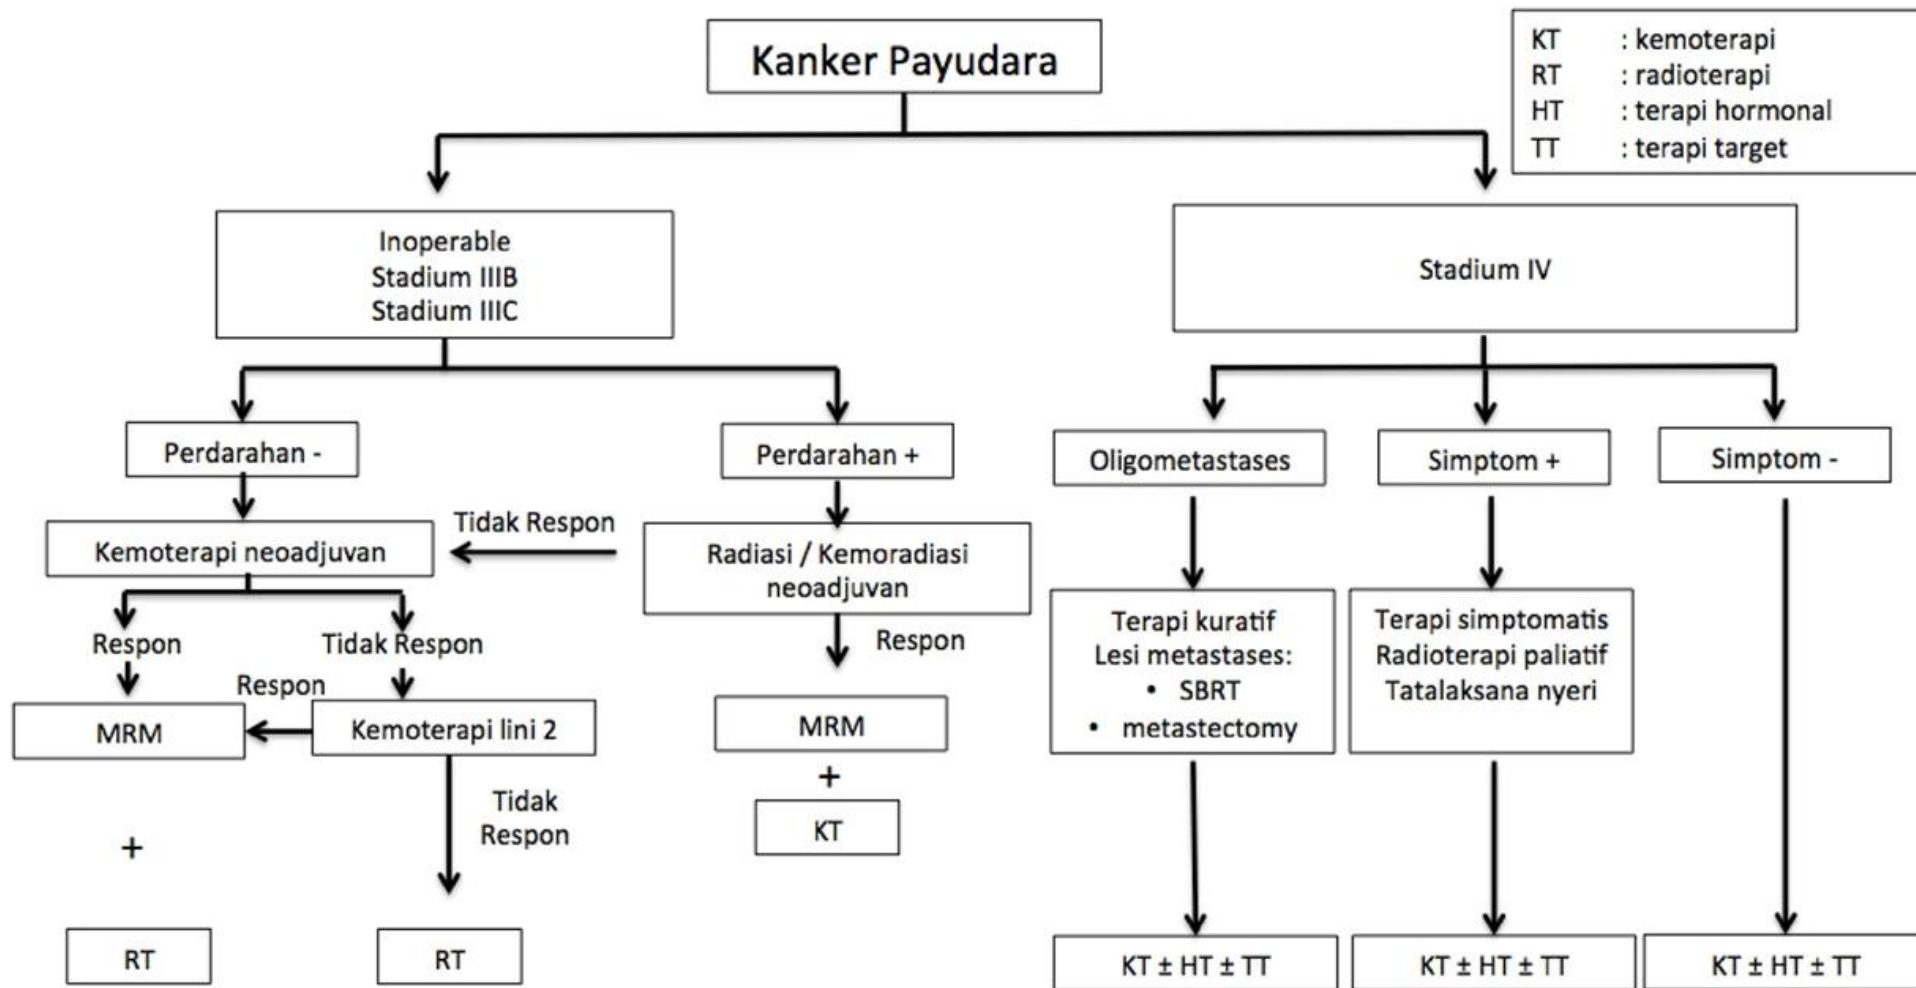 Kanker Payudara
KT : kemoterapi
RT : radioterapi
HT : terapi hormonal
TT : terapi target
Inoperable
Stadium IIIB
Stadium IIIC
Stadium IV
Perdarahan -
Perdarahan +
Oligometastases
Simptom +
Simptom -
Kemoterapi neoadjuvan
Tidak Respon
Radiasi / Kemoradiasi
neoadjuvan
Respon
Tidak Respon
Respon
Respon
MRM
Kemoterapi lini 2
MRM
+
KT
Terapi kuratif
Lesi metastases:
• SBRT
• metastectomy
Terapi simptomatis
Radioterapi paliatif
Tatalaksana nyeri
Tidak
Respon
+
RT
RT
KT ± HT ± TT
KT ± HT ± TT
KT ± HT ± TT